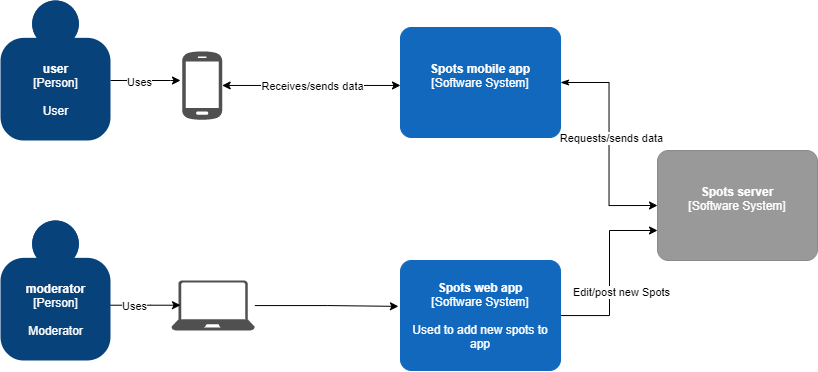 user
[Person]
User
Uses
Receives/sends data
Spots mobile app
[Software System]
Requests/sends data
Spots server
[Software System]
moderator
[Person]
Moderator
Uses
Spots web app
[Software System]
Used to add new spots to
app
Edit/post new Spots